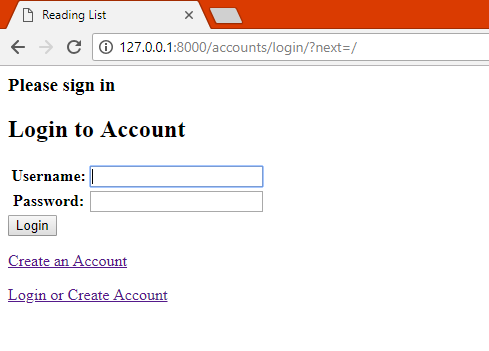 Reading List
127.0.0.1:8000/accounts/login/?next=/
Please sign in
Login to Account
Username:
Password:
Login
Create an Account
Login or Create Account